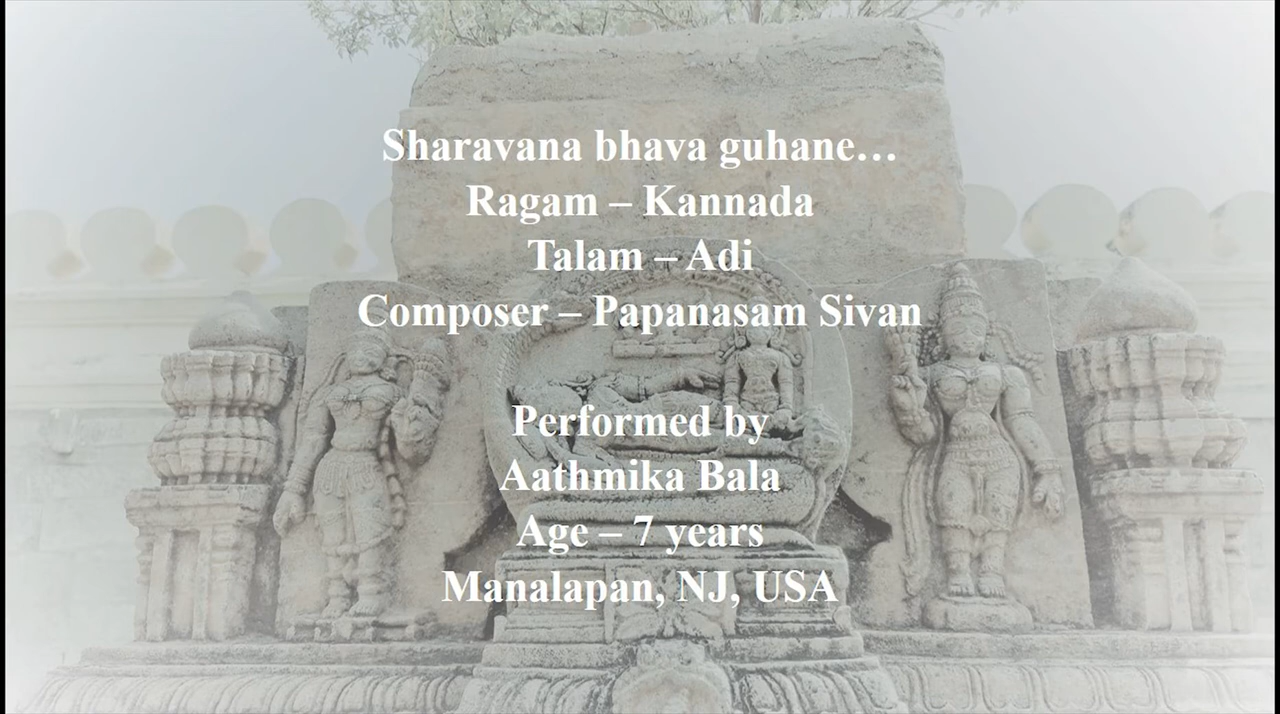 Sharavana bhava guhane…
Ragam – Kannada
Talam – Adi
Composer – Papanasam Sivan
Performed by
Aathmika Bala
Age – 7 years
Manalapan, NJ, USA